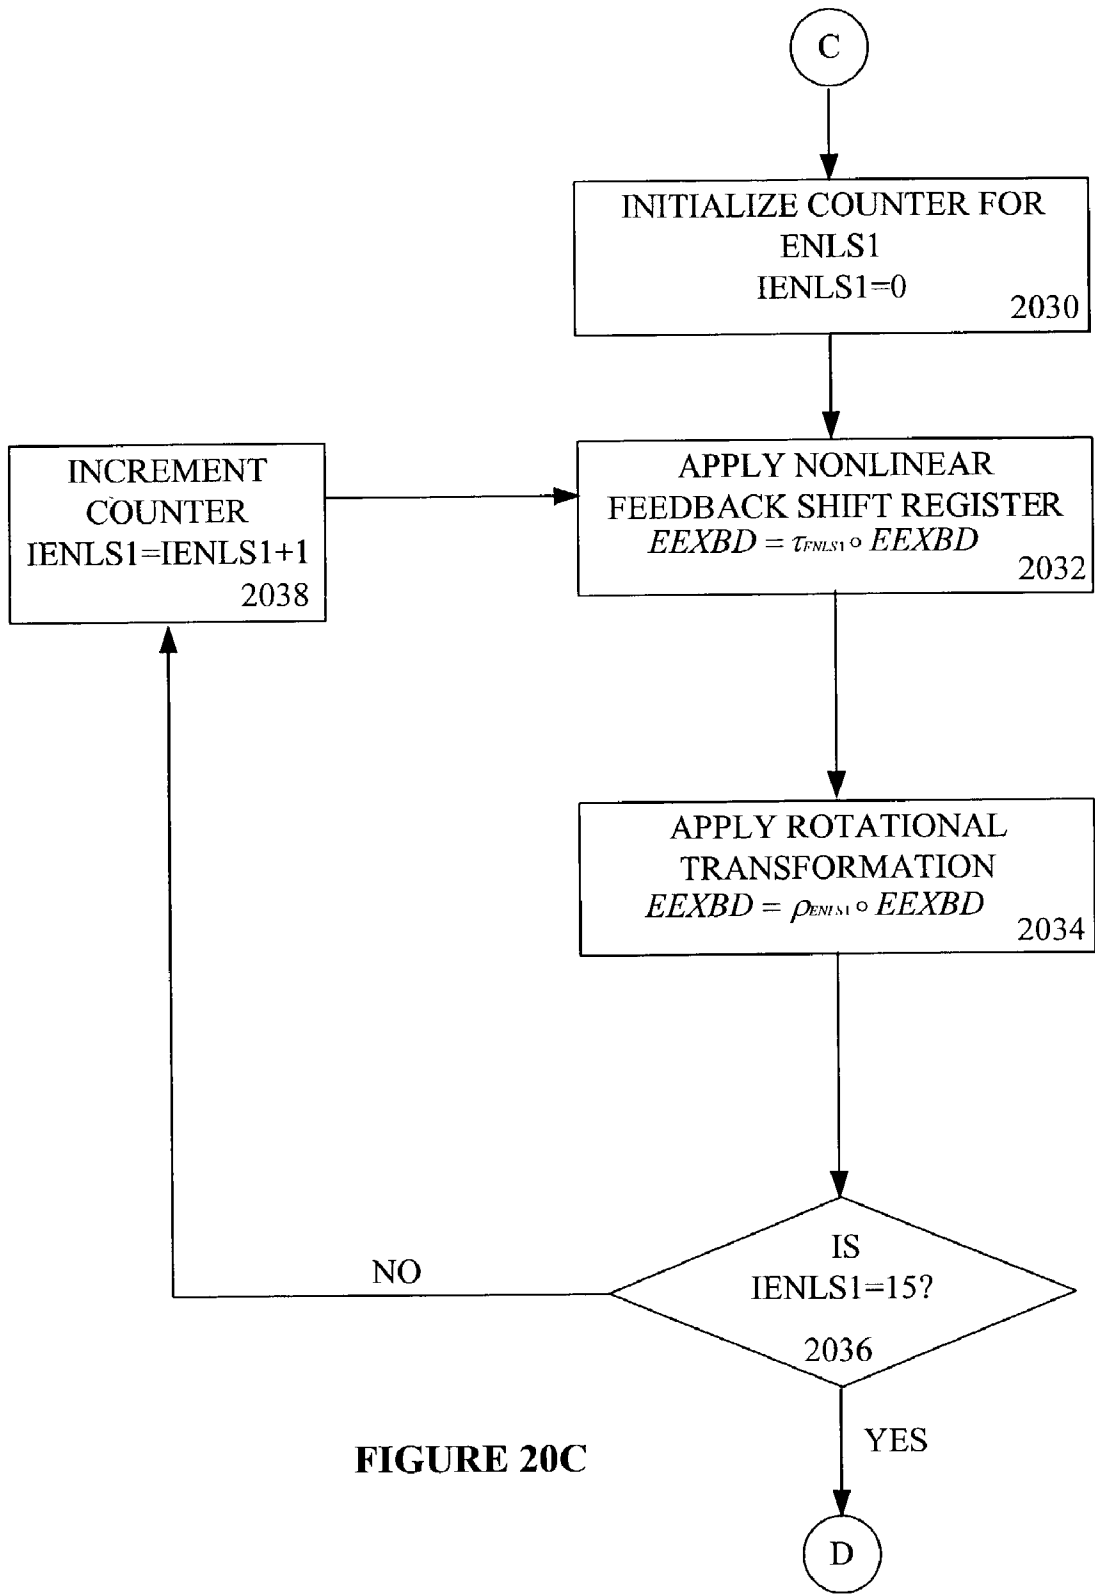 C
INITIALIZE COUNTER FOR
ENLS1
IENLS1=0
2030
INCREMENT
COUNTER
IENLS1=IENLS1+1
2038
APPLY NONLINEAR
FEEDBACK SHIFT REGISTER
EEXBD = τENLS1 ∘ EEXBD
2032
APPLY ROTATIONAL
TRANSFORMATION
EEXBD = ρENLS1 ∘ EEXBD
2034
IS
IENLS1=15?
2036
NO
YES
FIGURE 20C
D